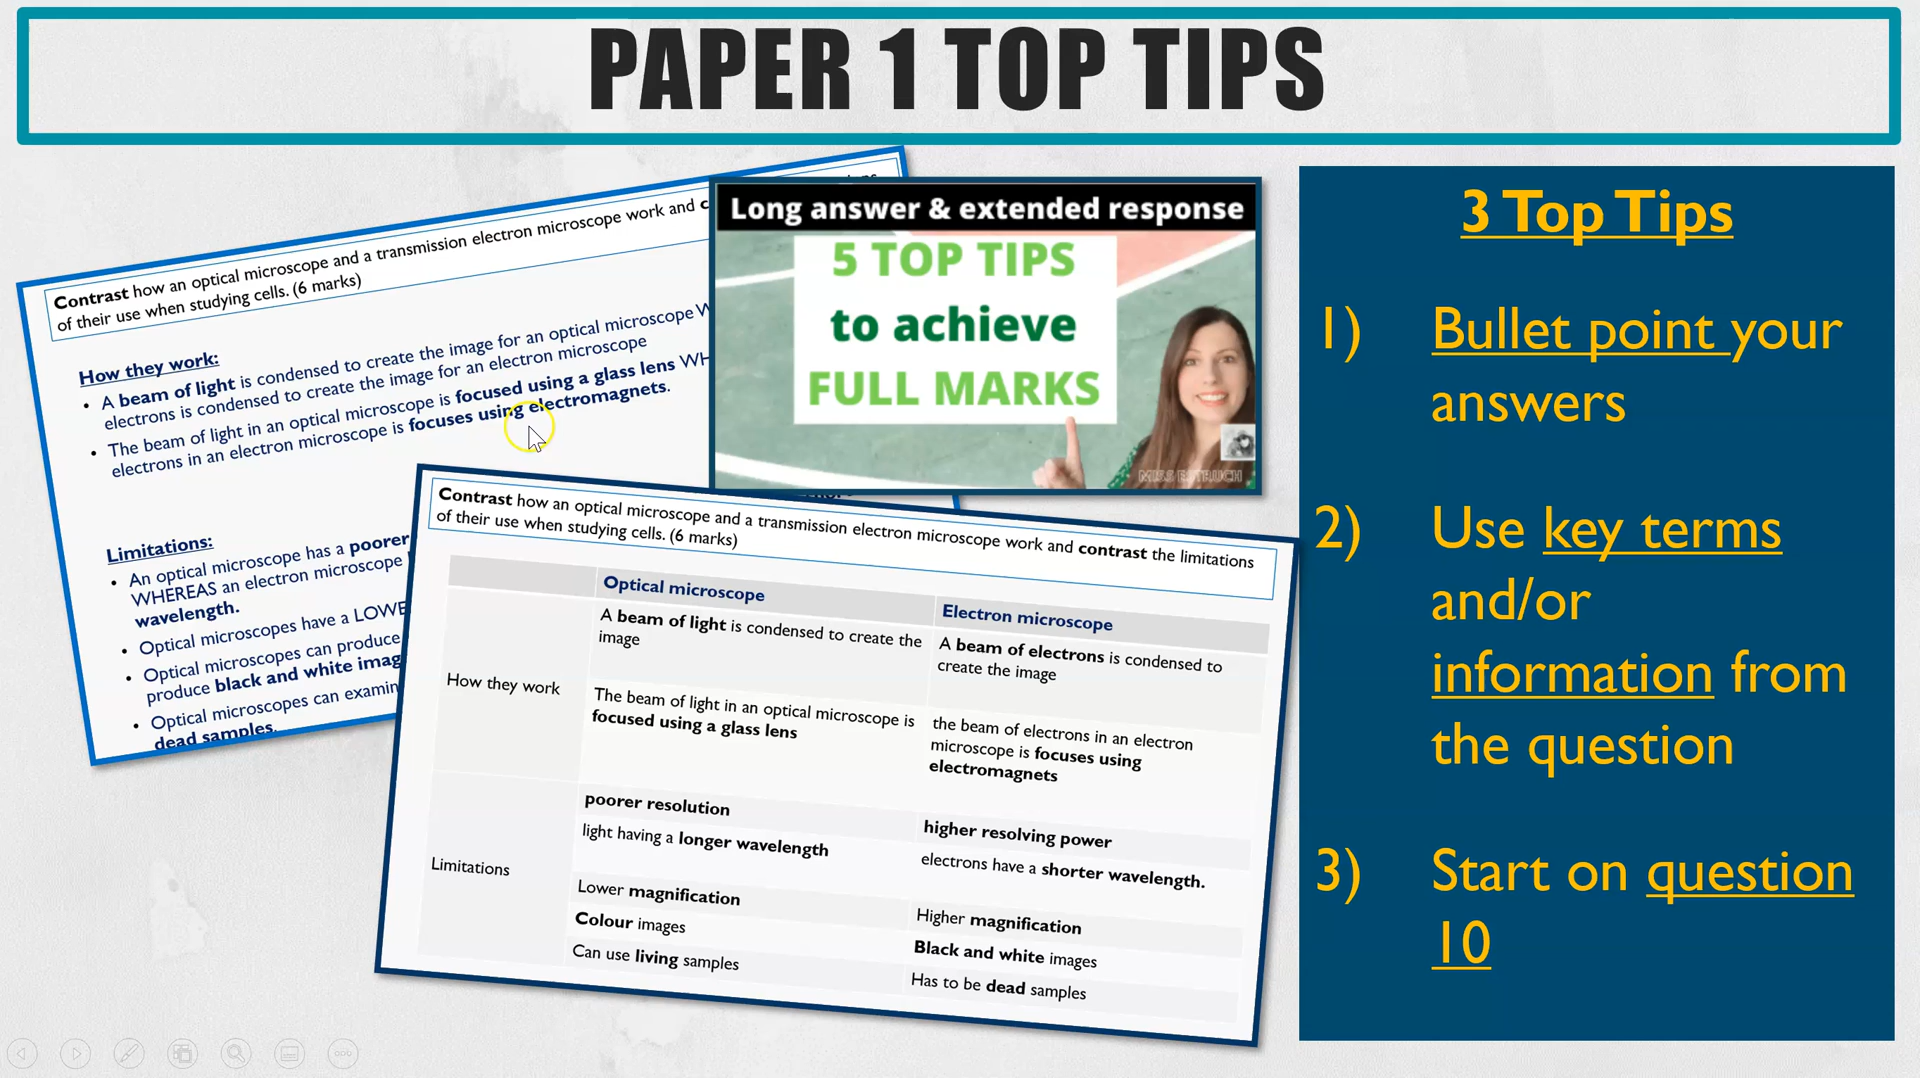 PAPER 1 TOP TIPS
Contrast how an optical microscope and a transmission electron microscope work and
of their use when studying cells. (6 marks)
How they work:
• A beam of light is condensed to create the image for an optical microscope
electrons is condensed to create the image for an electron microscope
• The beam of light in an optical microscope is focused using a glass lens
electrons in an electron microscope is focuses using electromagnets.
Limitations:
• An optical microscope has a poorer
WHEREAS an electron microscope
wavelength.
• Optical microscopes have a
• Optical microscopes can produce
produce black and white
• Optical microscopes can
dead samples.
Long answer & extended response
5 TOP TIPS
to achieve
FULL MARKS
MISS ESTRUCH
Contrast how an optical microscope and a transmission electron microscope work and contrast the limitations
of their use when studying cells. (6 marks)
Optical microscope
Electron microscope
How they work
A beam of light is condensed to create the
image
A beam of electrons is condensed to
create the image
The beam of light in an optical microscope is
focused using a glass lens
the beam of electrons in an electron
microscope is focuses using
electromagnets
Limitations
poorer resolution
higher resolving power
light having a longer wavelength
electrons have a shorter wavelength.
Lower magnification
Higher magnification
Colour images
Black and white images
Can use living samples
Has to be dead samples
3 Top Tips
1) Bullet point your
answers
2) Use key terms
and/or
information from
the question
3) Start on question
10